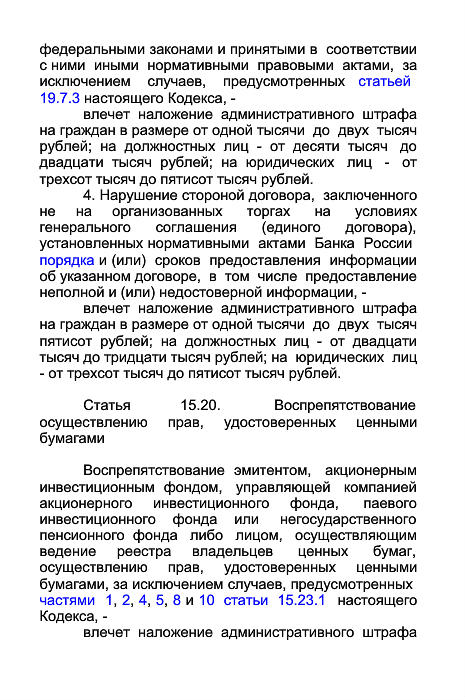 федеральными законами и принятыми в соответствии
с ними иными нормативными правовыми актами, за
исключением случаев, предусмотренных статьей
19.7.3 настоящего Кодекса, -
влечет наложение административного штрафа
на граждан в размере от одной тысячи до двух тысяч
рублей; на должностных лиц - от десяти тысяч до
двадцати тысяч рублей; на юридических лиц - от
трехсот тысяч до пятисот тысяч рублей.
4. Нарушение стороной договора, заключенного
не на организованных торгах на условиях
генерального соглашения (единого договора),
установленных нормативными актами Банка России
порядка и (или) сроков предоставления информации
об указанном договоре, в том числе предоставление
неполной и (или) недостоверной информации, -
влечет наложение административного штрафа
на граждан в размере от одной тысячи до двух тысяч
пятисот рублей; на должностных лиц - от двадцати
тысяч до тридцати тысяч рублей; на юридических лиц
- от трехсот тысяч до пятисот тысяч рублей.
Статья 15.20. Воспрепятствование
осуществлению прав, удостоверенных ценными
бумагами
Воспрепятствование эмитентом, акционерным
инвестиционным фондом, управляющей компанией
акционерного инвестиционного фонда, паевого
инвестиционного фонда или негосударственного
пенсионного фонда либо лицом, осуществляющим
ведение реестра владельцев ценных бумаг,
осуществлению прав, удостоверенных ценными
бумагами, за исключением случаев, предусмотренных
частями 1, 2, 4, 5, 8 и 10 статьи 15.23.1 настоящего
Кодекса, -
влечет наложение административного штрафа